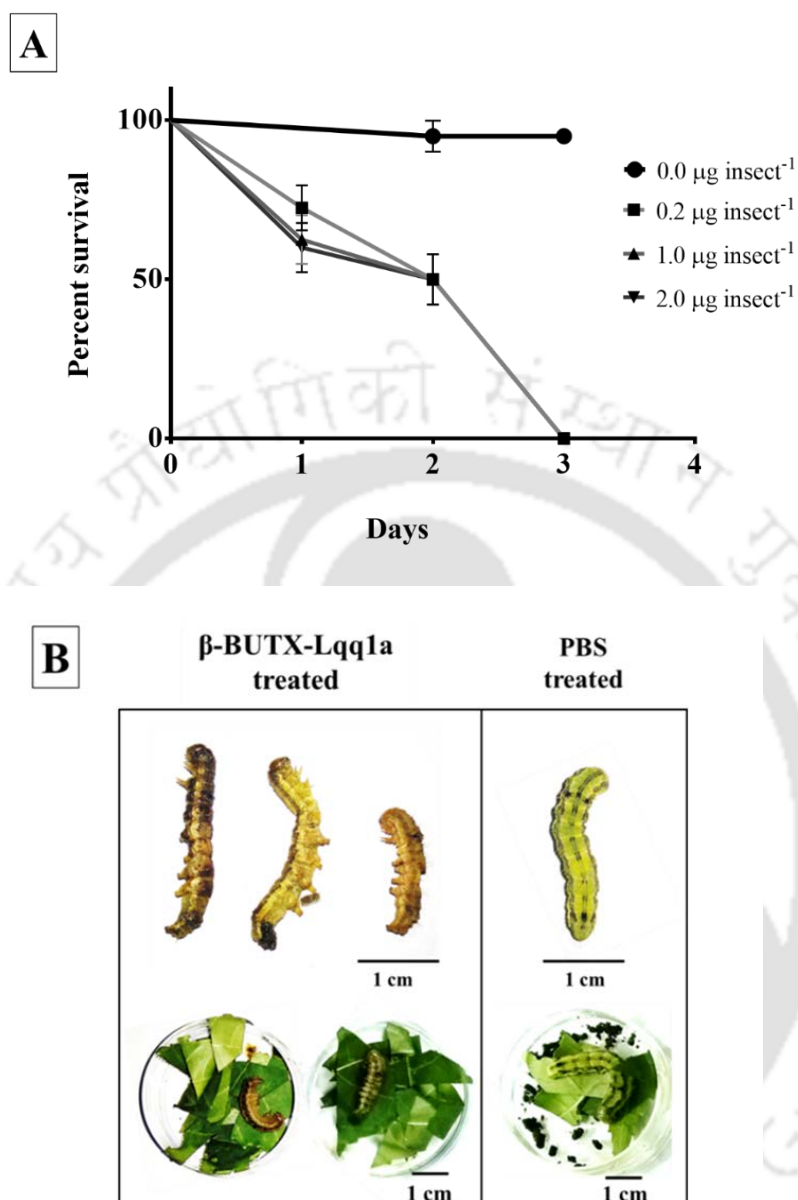 A
100
50
0
0 1 2 3 4
Percent survival
Days
0.0 μg insect⁻¹
0.2 μg insect⁻¹
1.0 μg insect⁻¹
2.0 μg insect⁻¹
B
β-BUTX-Lqq1a
treated
PBS
treated
1 cm
1 cm
1 cm
1 cm